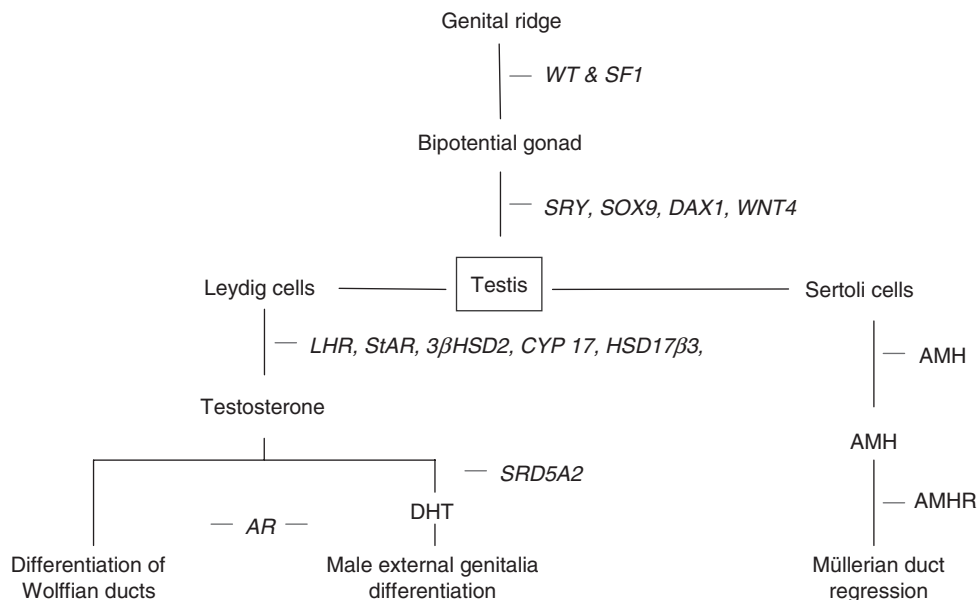 Genital ridge
WT & SF1
Bipotential gonad
SRY, SOX9, DAX1, WNT4
Leydig cells
Testis
Sertoli cells
LHR, StAR, 3βHSD2, CYP 17, HSD17β3,
AMH
Testosterone
AMH
SRD5A2
AMHR
DHT
AR
Differentiation of
Wolffian ducts
Male external genitalia
differentiation
Müllerian duct
regression